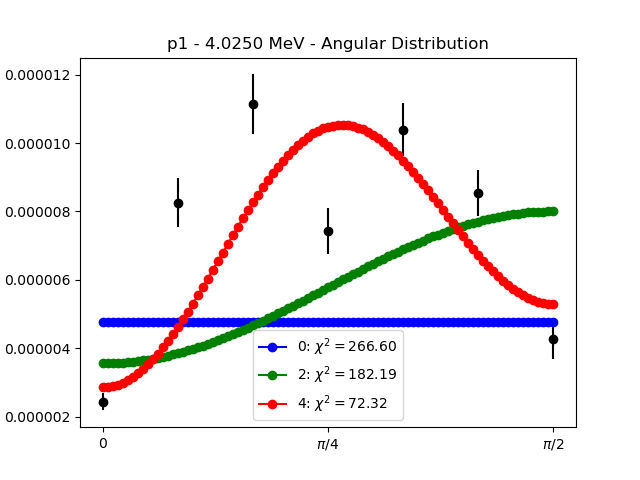 p1 - 4.0250 MeV - Angular Distribution
0.000012
0.000010
0.000008
0.000006
0.000004
0.000002
0: χ² = 266.60
2: χ² = 182.19
4: χ² = 72.32
0
π/4
π/2